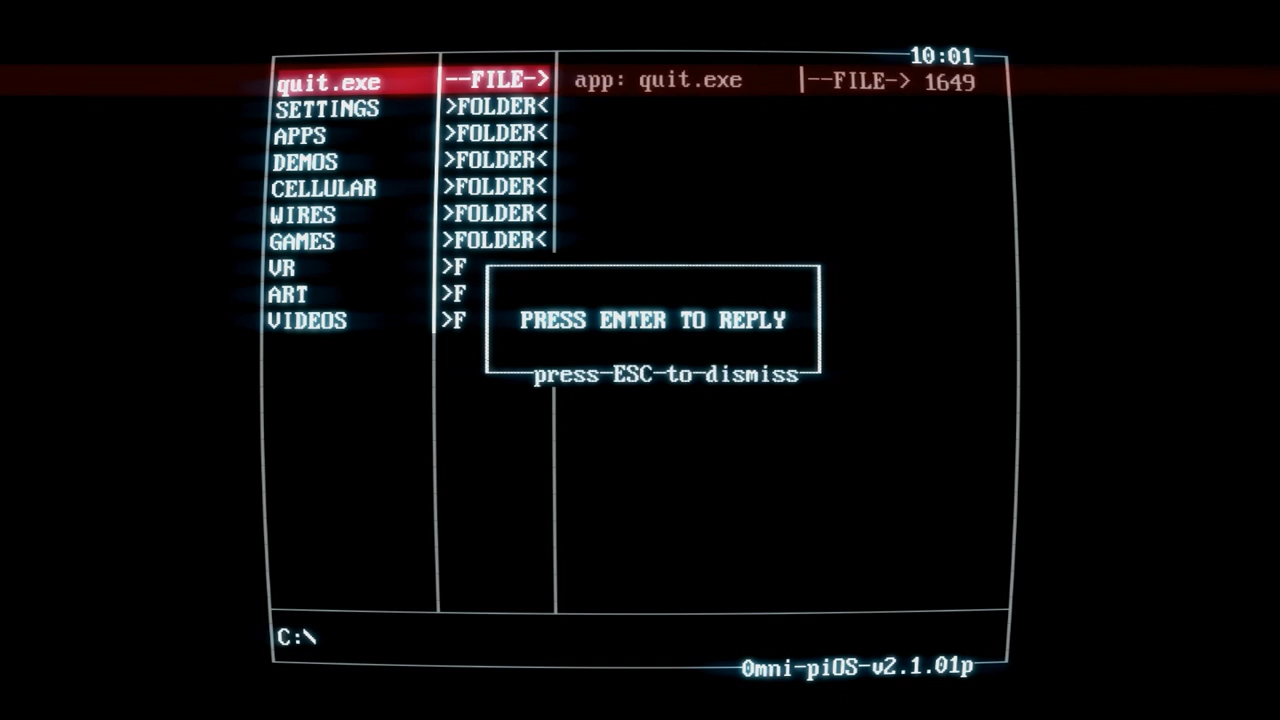 10:01
quit.exe --FILE-> app: quit.exe |--FILE-> 1649
SETTINGS >FOLDER<
APPS >FOLDER<
DEMOS >FOLDER<
CELLULAR >FOLDER<
WIRES >FOLDER<
GAMES >FOLDER<
VR >F
ART >F
VIDEOS >F
PRESS ENTER TO REPLY
press-ESC-to-dismiss
C:\
Omni-piOS-v2.1.01p